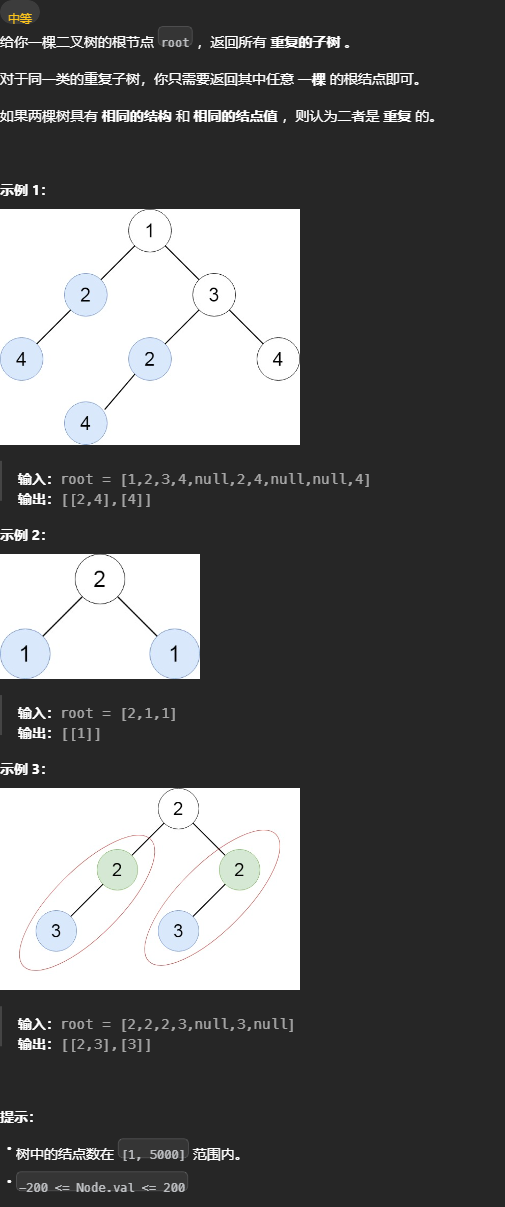 中等
给你一棵二叉树的根节点 root ，返回所有 重复的子树 。
对于同一类的重复子树，你只需要返回其中任意 一棵 的根结点即可。
如果两棵树具有 相同的结构 和 相同的结点值 ，则认为二者是 重复 的。
示例 1：
1
2 3
4 2 4
4
输入：root = [1,2,3,4,null,2,4,null,null,4]
输出：[[2,4],[4]]
示例 2：
2
1 1
输入：root = [2,1,1]
输出：[[1]]
示例 3：
2
2 2
3 3
输入：root = [2,2,2,3,null,3,null]
输出：[[2,3],[3]]
提示：
• 树中的结点数在 [1, 5000] 范围内。
• -200 <= Node.val <= 200